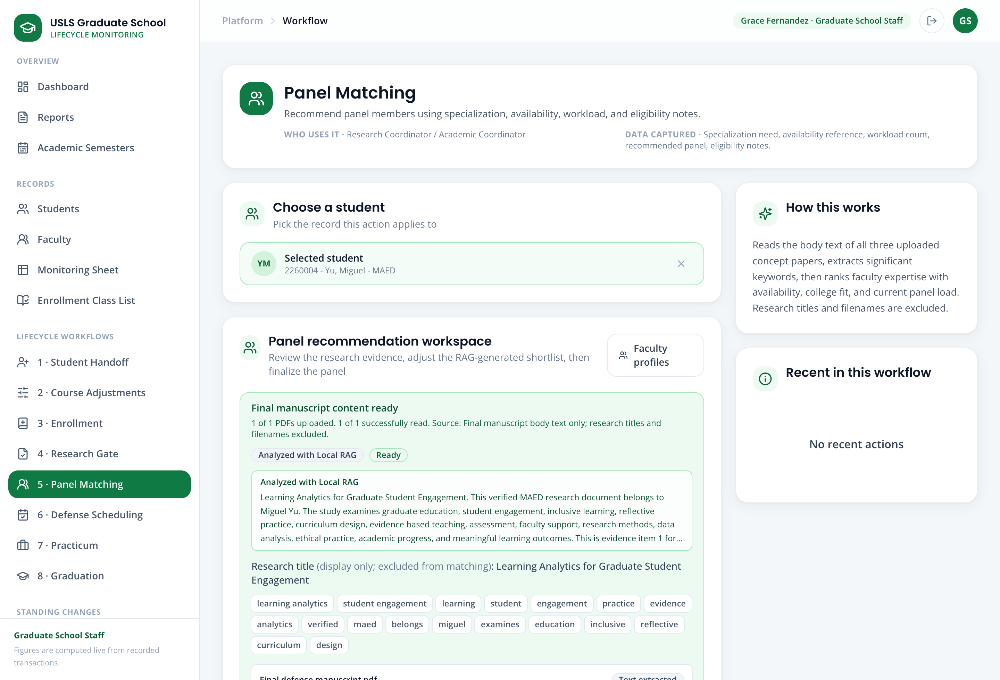 USLS Graduate School
LIFECYCLE MONITORING
OVERVIEW
Dashboard
Reports
Academic Semesters
RECORDS
Students
Faculty
Monitoring Sheet
Enrollment Class List
LIFECYCLE WORKFLOWS
1 · Student Handoff
2 · Course Adjustments
3 · Enrollment
4 · Research Gate
5 · Panel Matching
6 · Defense Scheduling
7 · Practicum
8 · Graduation
STANDING CHANGES
Graduate School Staff
Figures are computed live from recorded
transactions.
Platform > Workflow
Grace Fernandez · Graduate School Staff
GS
Panel Matching
Recommend panel members using specialization, availability, workload, and eligibility notes.
WHO USES IT · Research Coordinator / Academic Coordinator
DATA CAPTURED · Specialization need, availability reference, workload count,
recommended panel, eligibility notes.
Choose a student
Pick the record this action applies to
YM
Selected student
2260004 - Yu, Miguel - MAED
Panel recommendation workspace
Review the research evidence, adjust the RAG-generated shortlist, then
finalize the panel
Faculty
profiles
Final manuscript content ready
1 of 1 PDFs uploaded. 1 of 1 successfully read. Source: Final manuscript body text only; research titles and
filenames excluded.
Analyzed with Local RAG
Ready
Analyzed with Local RAG
Learning Analytics for Graduate Student Engagement. This verified MAED research document belongs to
Miguel Yu. The study examines graduate education, student engagement, inclusive learning, reflective
practice, curriculum design, evidence based teaching, assessment, faculty support, research methods, data
analysis, ethical practice, academic progress, and meaningful learning outcomes. This is evidence item 1 for...
Research title (display only; excluded from matching): Learning Analytics for Graduate Student
Engagement
learning analytics student engagement learning student engagement practice evidence
analytics verified maed belongs miguel examines education inclusive reflective
curriculum design
Final defense manuscript.pdf
Text extracted
How this works
Reads the body text of all three uploaded
concept papers, extracts significant
keywords, then ranks faculty expertise with
availability, college fit, and current panel load.
Research titles and filenames are excluded.
Recent in this workflow
No recent actions